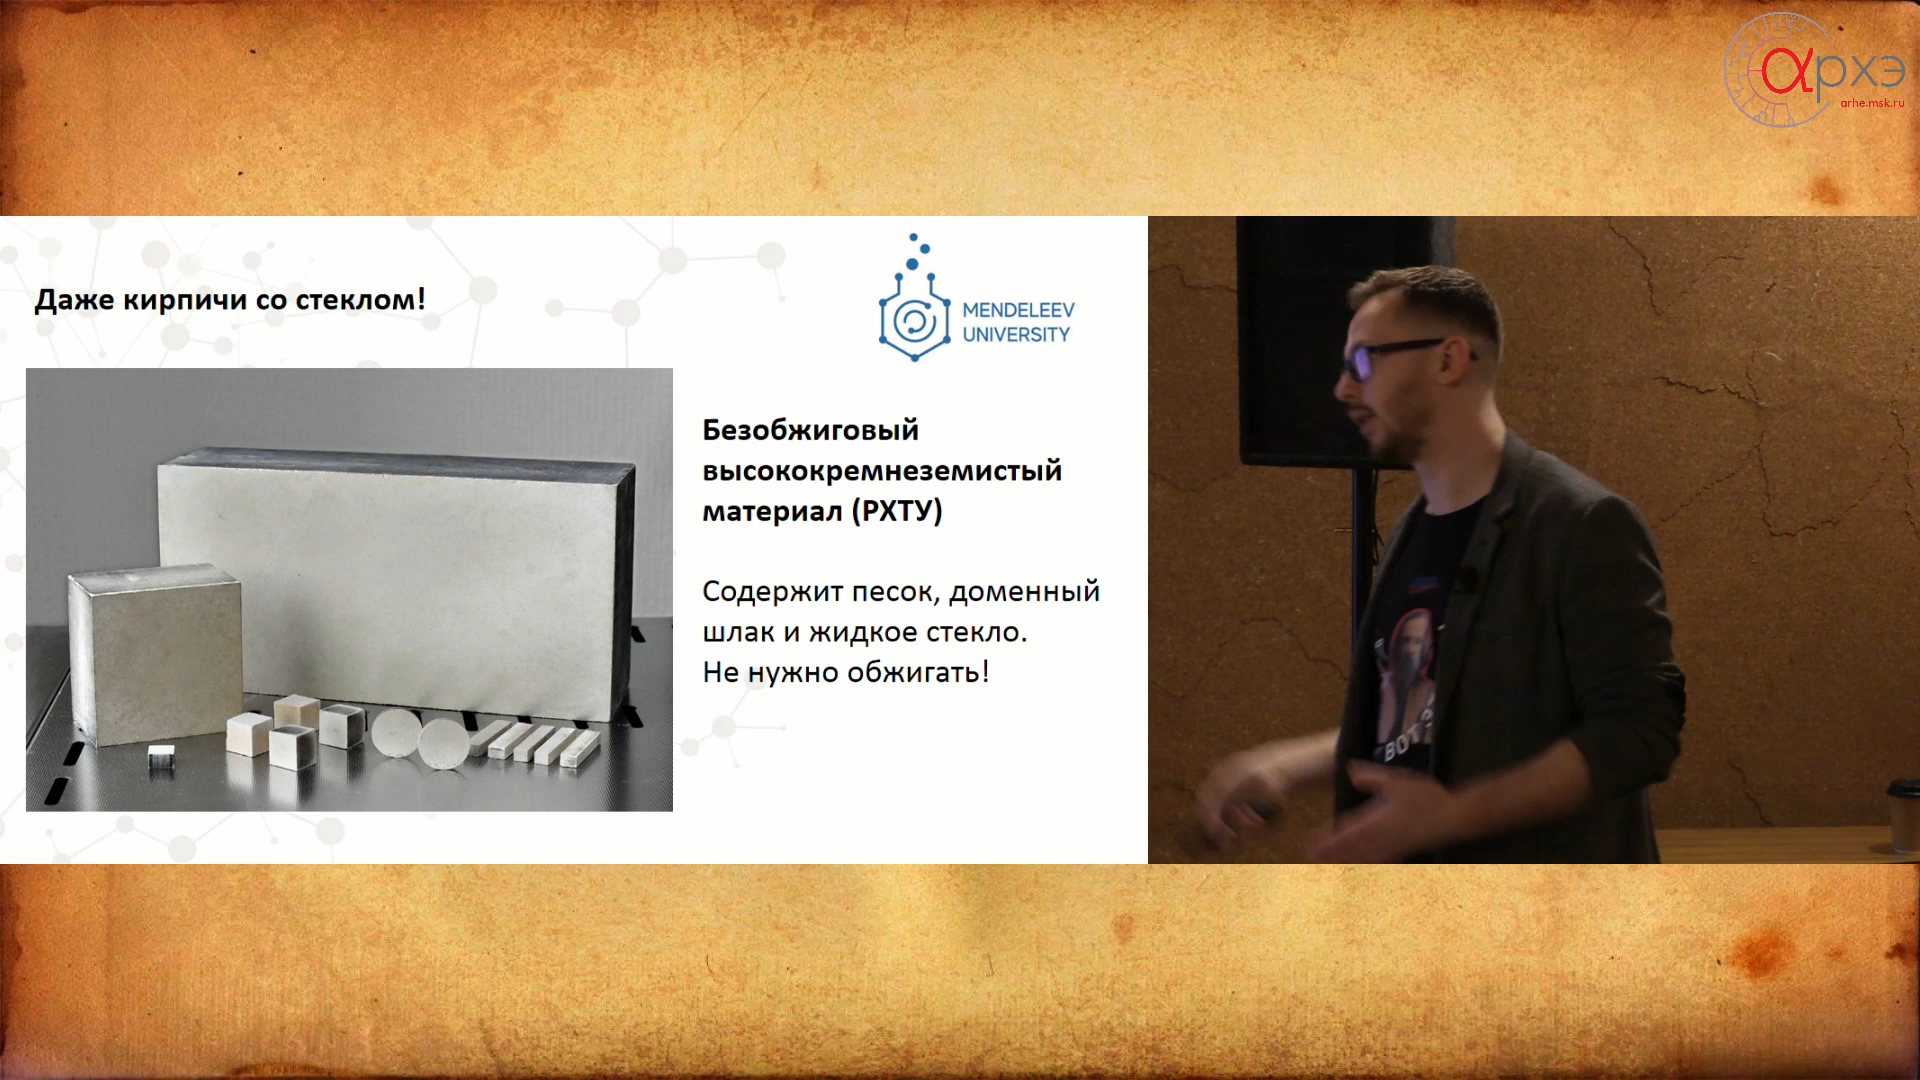 αрхэ
arhe.msk.ru
Даже кирпичи со стеклом!
MENDELEEV
UNIVERSITY
Безобжиговый
высококремнеземистый
материал (РХТУ)
Содержит песок, доменный
шлак и жидкое стекло.
Не нужно обжигать!